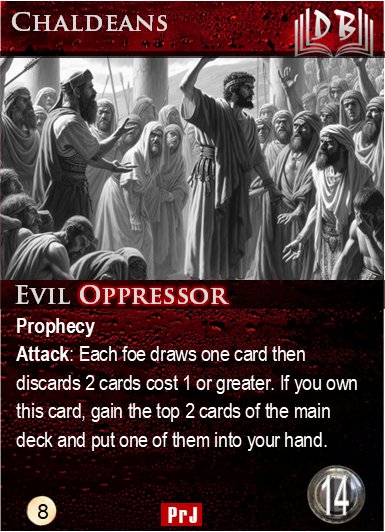 Chaldeans
DB
Evil Oppressor
Prophecy
Attack: Each foe draws one card then
discards 2 cards cost 1 or greater. If you own
this card, gain the top 2 cards of the main
deck and put one of them into your hand.
8
PrJ
14